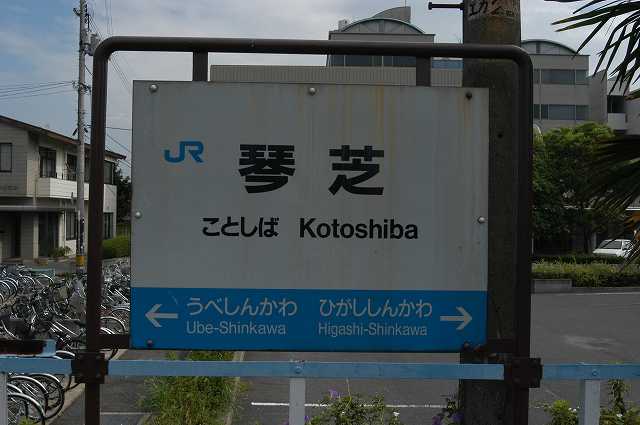 JR
琴芝
ことしば Kotoshiba
← うべしんかわ ひがししんかわ →
Ube-Shinkawa Higashi-Shinkawa